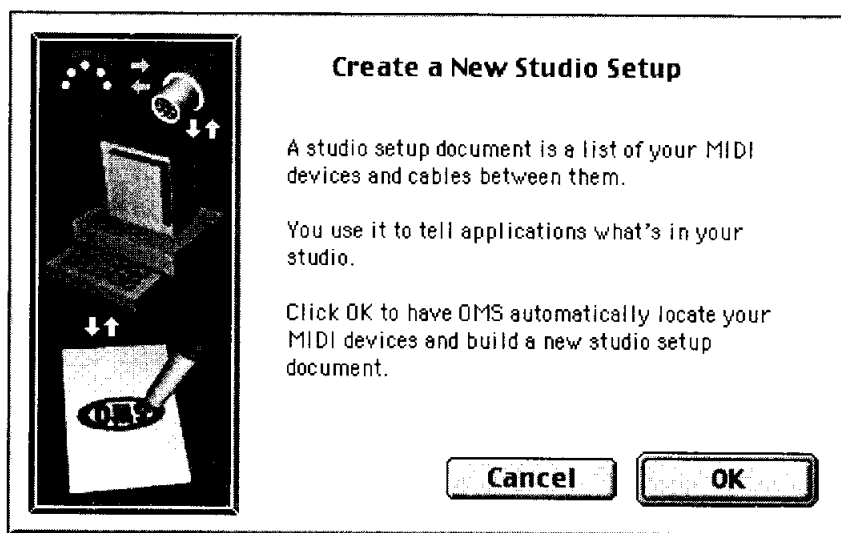 Create a New Studio Setup
A studio setup document is a list of your MIDI
devices and cables between them.
You use it to tell applications what's in your
studio.
Click OK to have OMS automatically locate your
MIDI devices and build a new studio setup
document.
OMS
Cancel
OK